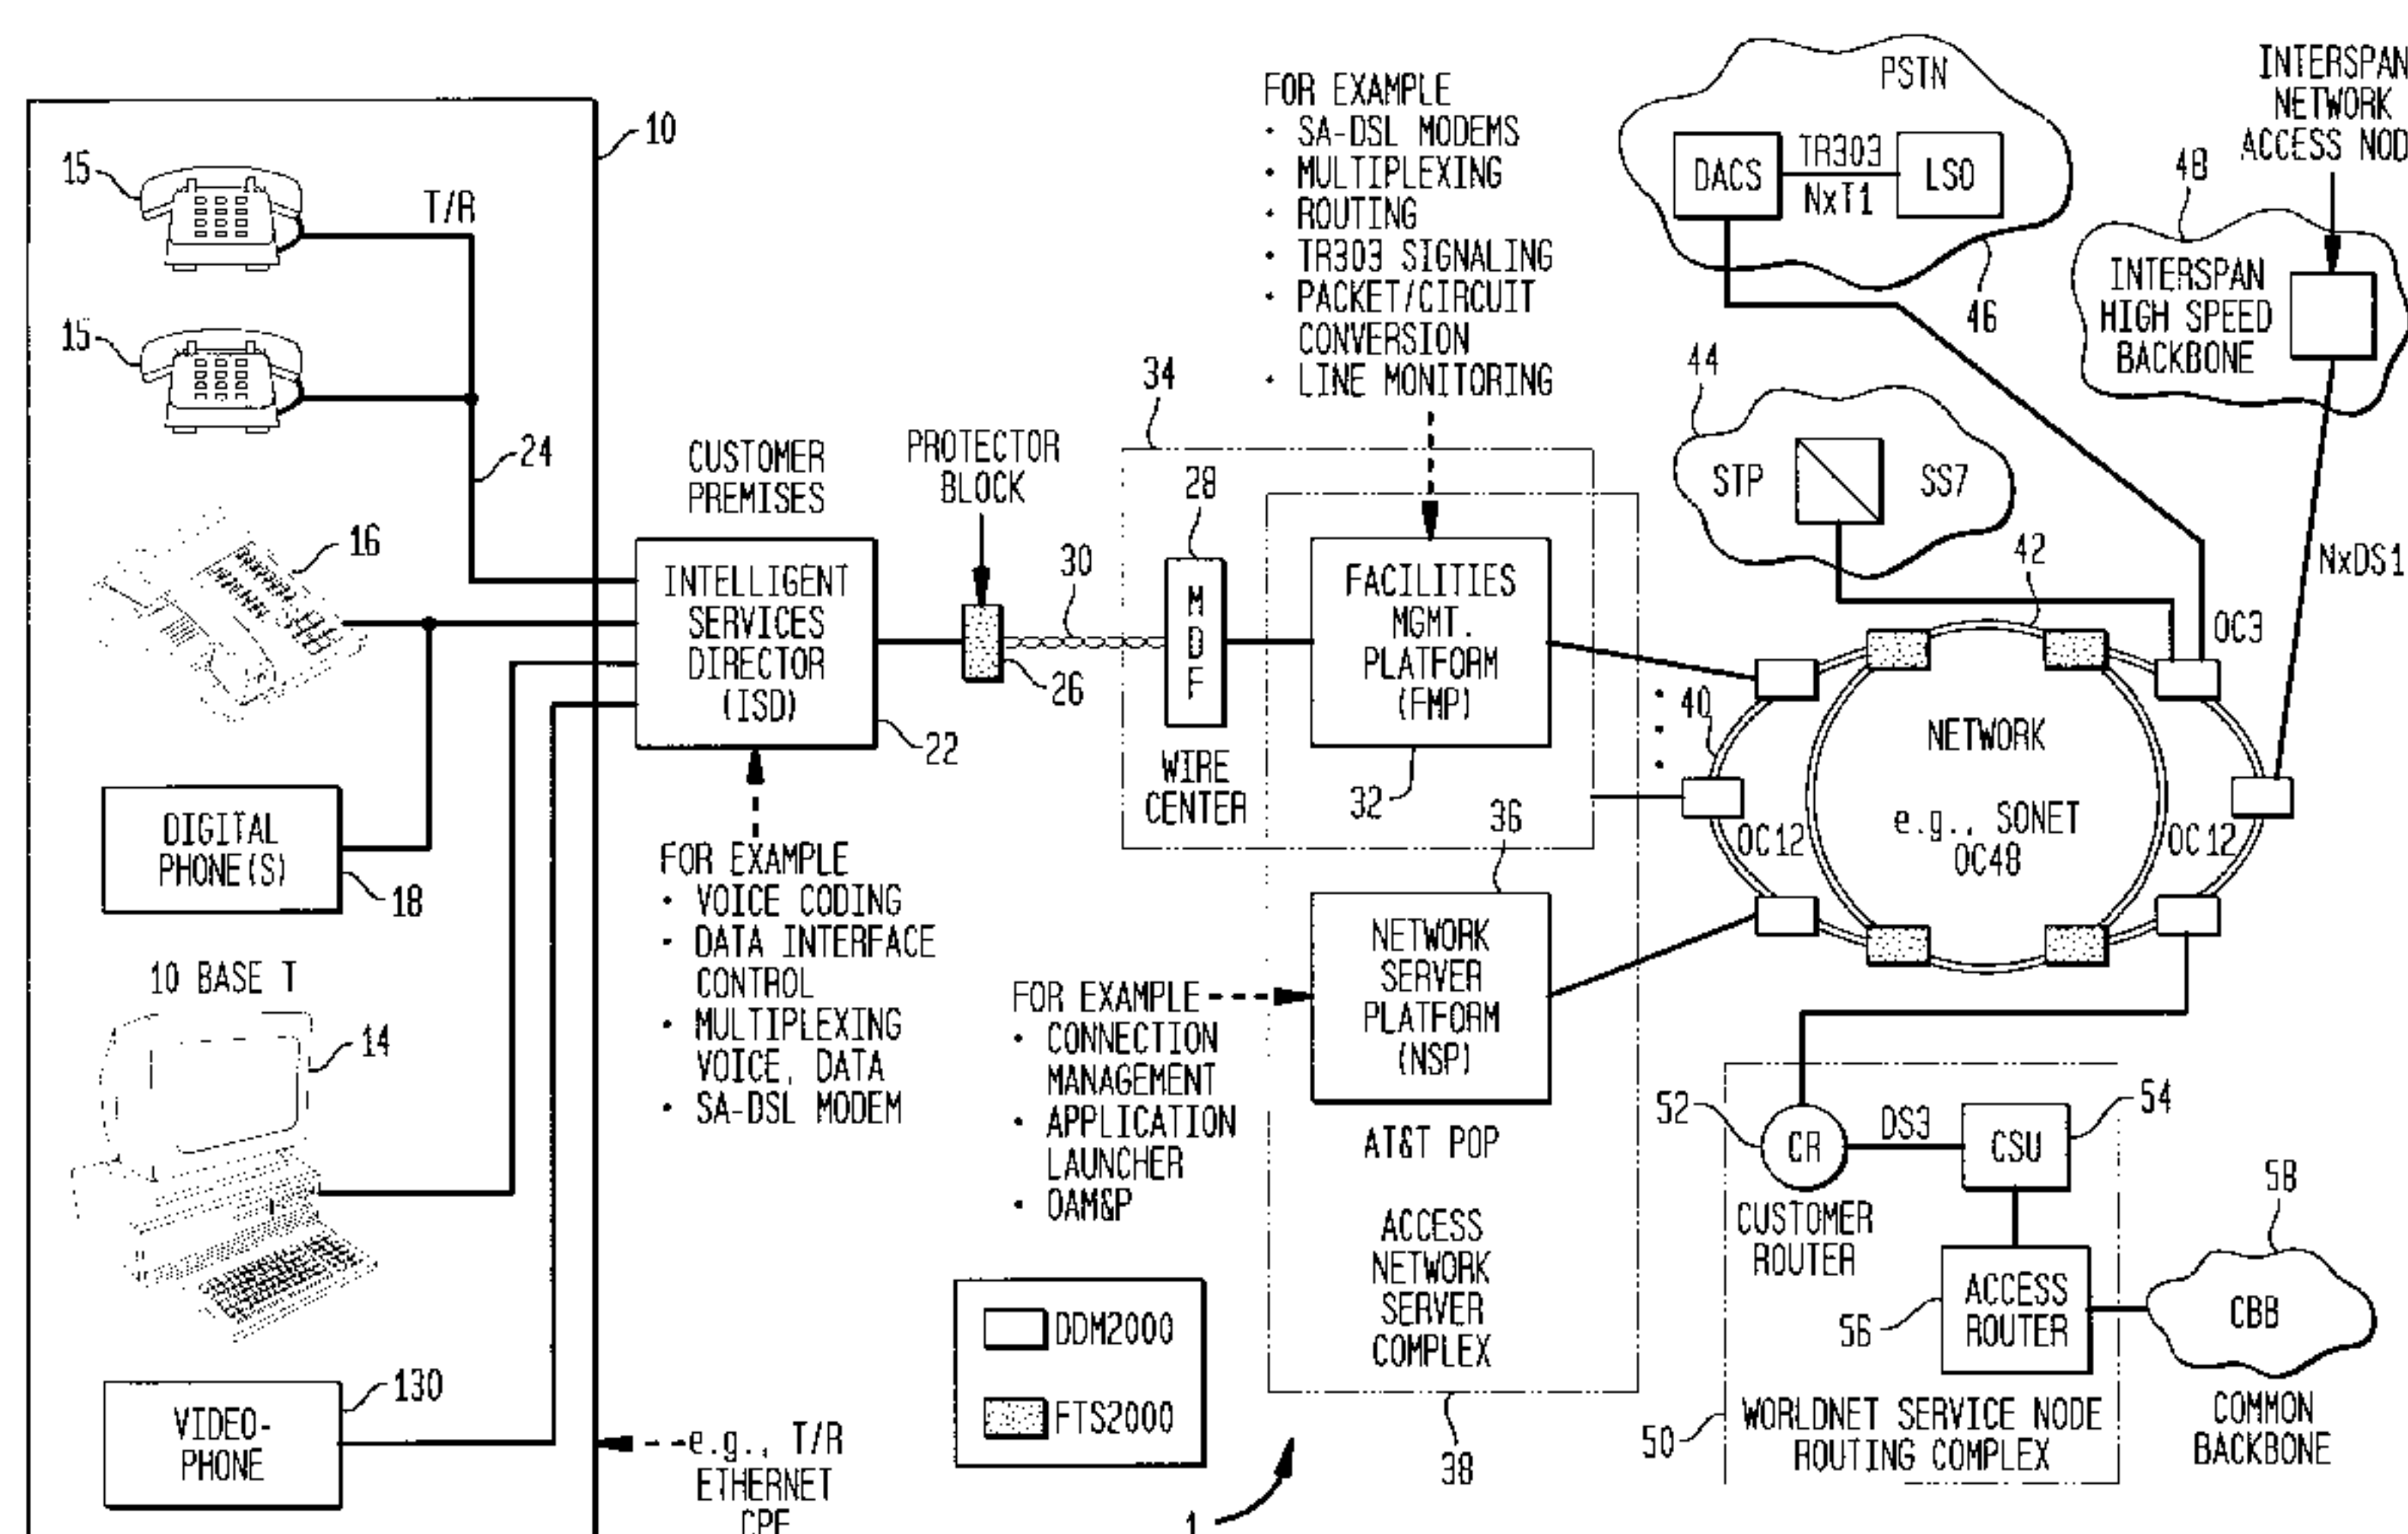 15
T/R
10
15
24
16
DIGITAL
PHONE(S)
18
10 BASE T
14
VIDEO-
PHONE
130
e.g., T/R
ETHERNET
CPE
CUSTOMER
PREMISES
INTELLIGENT
SERVICES
DIRECTOR
(ISD)
22
FOR EXAMPLE
• VOICE CODING
• DATA INTERFACE
CONTROL
• MULTIPLEXING
VOICE, DATA
• SA-DSL MODEM
PROTECTOR
BLOCK
26
30
34
28
MDF
WIRE
CENTER
FOR EXAMPLE
• SA-DSL MODEMS
• MULTIPLEXING
• ROUTING
• TR303 SIGNALING
• PACKET/CIRCUIT
CONVERSION
• LINE MONITORING
FACILITIES
MGMT.
PLATFORM
(FMP)
32
36
NETWORK
SERVER
PLATFORM
(NSP)
AT&T POP
FOR EXAMPLE
• CONNECTION
MANAGEMENT
• APPLICATION
LAUNCHER
• OAM&P
ACCESS
NETWORK
SERVER
COMPLEX
38
DDM2000
FTS2000
1
PSTN
DACS
TR303
NxT1
LSO
46
INTERSPAN
NETWORK
ACCESS NOD
48
INTERSPAN
HIGH SPEED
BACKBONE
44
STP
SS7
42
NxDS1
OC3
40
NETWORK
e.g., SONET
OC48
OC12
OC12
52
CR
DS3
CSU
54
CUSTOMER
ROUTER
56
ACCESS
ROUTER
58
CBB
COMMON
BACKBONE
50
WORLDNET SERVICE NODE
ROUTING COMPLEX